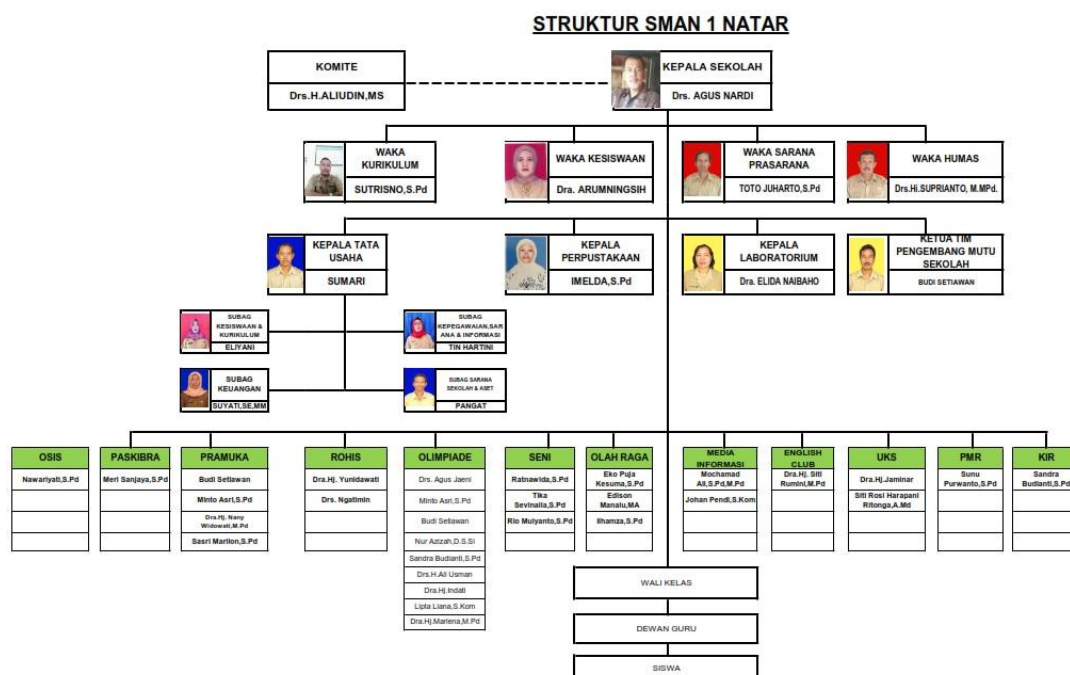 STRUKTUR SMAN 1 NATAR
KOMITE
Drs.H.ALIUDIN,MS
KEPALA SEKOLAH
Drs. AGUS NARDI
WAKA
KURIKULUM
SUTRISNO,S.Pd
WAKA KESISWAAN
Dra. ARUMNINGSIH
WAKA SARANA
PRASARANA
TOTO JUHARTO,S.Pd
WAKA HUMAS
Drs.Hi.SUPRIANTO, M.MPd.
KEPALA TATA
USAHA
SUMARI
KEPALA
PERPUSTAKAAN
IMELDA,S.Pd
KEPALA
LABORATORIUM
Dra. ELIDA NAIBAHO
KETUA TIM
PENGEMBANG MUTU
SEKOLAH
BUDI SETIAWAN
SUBAG
KESISWAAN &
KURIKULUM
ELIYANI
SUBAG
KEPEGAWAIAN,SAR
ANA & INFORMASI
TIN HARTINI
SUBAG
KEUANGAN
SUYATI,SE,MM
SUBAG SARANA
SEKOLAH & ASET
PANGAT
OSIS
Nawariyati,S.Pd
PASKIBRA
Meri Sanjaya,S.Pd
PRAMUKA
Budi Setiawan
Minto Asri,S.Pd
Dra.Hj. Nany
Widowati,M.Pd
Sasri Marlion,S.Pd
ROHIS
Dra.Hj. Yunidawati
Drs. Ngatimin
OLIMPIADE
Drs. Agus Jaeni
Minto Asri,S.Pd
Budi Setiawan
Nur Azizah,D.S.Si
Sandra Budianti,S.Pd
Drs.H.Ali Usman
Dra.Hj.Indati
Lipta Liana,S.Kom
Dra.Hj.Marlena,M.Pd
SENI
Ratnawida,S.Pd
Tika
Sevinalia,S.Pd
Rio Mulyanto,S.Pd
OLAH RAGA
Eko Puja
Kesuma,S.Pd
Edison
Manalu,MA
Ilhamza,S.Pd
MEDIA
INFORMASI
Mochamad
Ali,S.Pd,M.Pd
Johan Pendi,S.Kom
ENGLISH
CLUB
Dra.Hj. Siti
Rumini,M.Pd
UKS
Dra.Hj.Jaminar
Siti Rosi Harapani
Ritonga,A.Md
PMR
Sunu
Purwanto,S.Pd
KIR
Sandra
Budianti,S.Pd
WALI KELAS
DEWAN GURU
SISWA